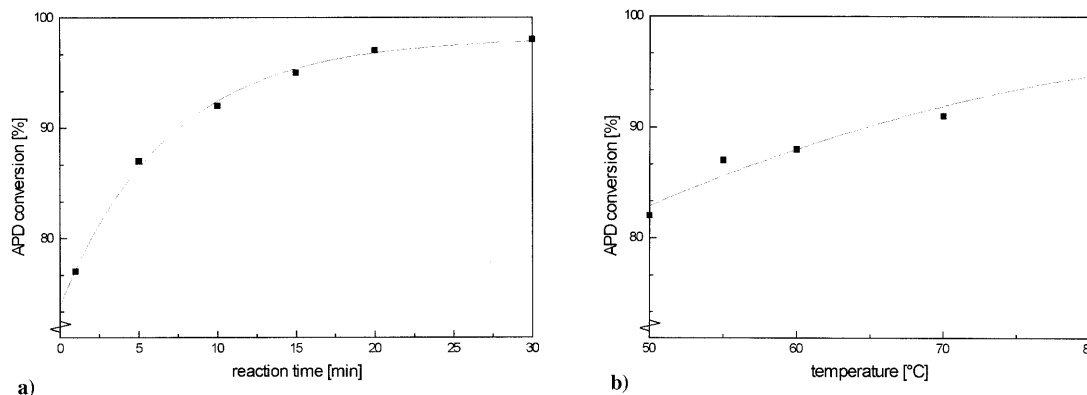 100
90
80
APD conversion [%]
0 5 10 15 20 25 30
reaction time [min]
a)
100
90
80
APD conversion [%]
50 60 70 80
temperature [°C]
b)